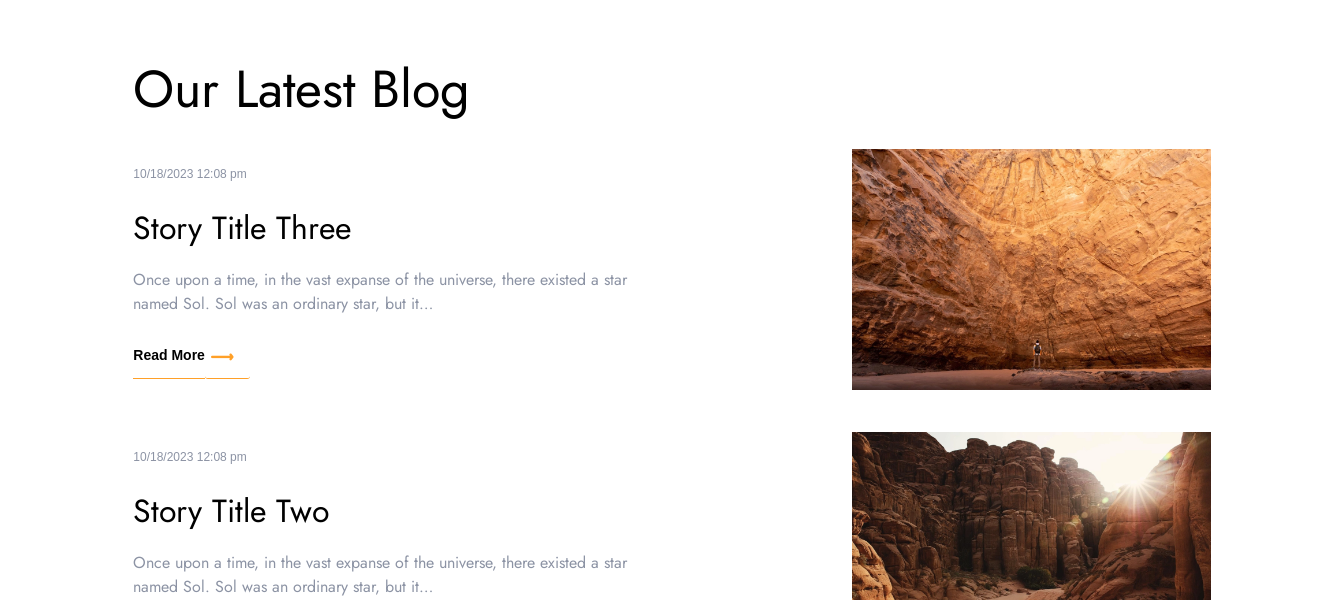 Our Latest Blog
10/18/2023 12:08 pm
Story Title Three
Once upon a time, in the vast expanse of the universe, there existed a star
named Sol. Sol was an ordinary star, but it...
Read More
10/18/2023 12:08 pm
Story Title Two
Once upon a time, in the vast expanse of the universe, there existed a star
named Sol. Sol was an ordinary star, but it...